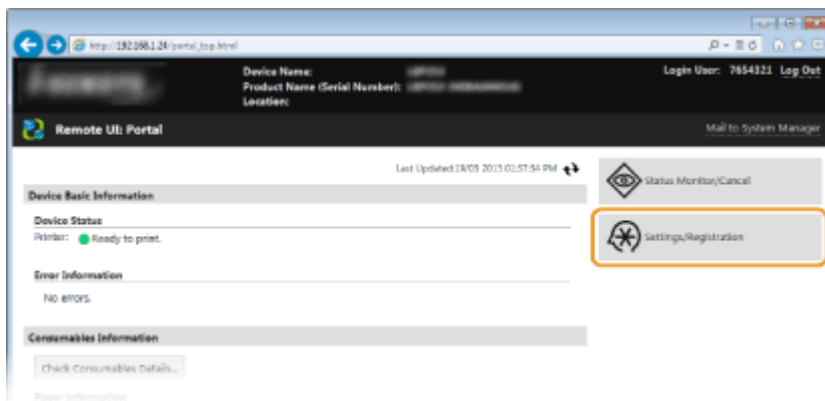 http://192.168.1.24/portal_top.html
Device Name:
Product Name (Serial Number):
Location:
Login User: 7654321 Log Out
Remote UI: Portal
Mail to System Manager
Last Updated:19/03 2015 01:57:54 PM
Device Basic Information
Device Status
Printer: Ready to print.
Error Information
No errors.
Consumables Information
Check Consumables Details...
Paper Information
Status Monitor/Cancel
Settings/Registration